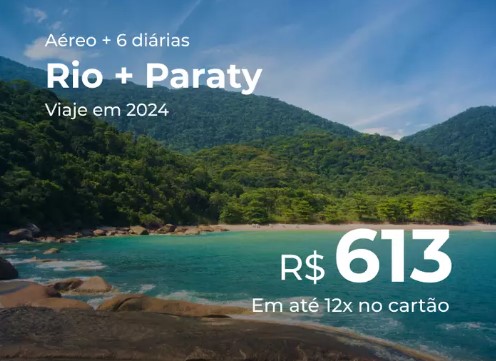 Aéreo + 6 diárias
Rio + Paraty
Viaje em 2024
R$ 613
Em até 12x no cartão